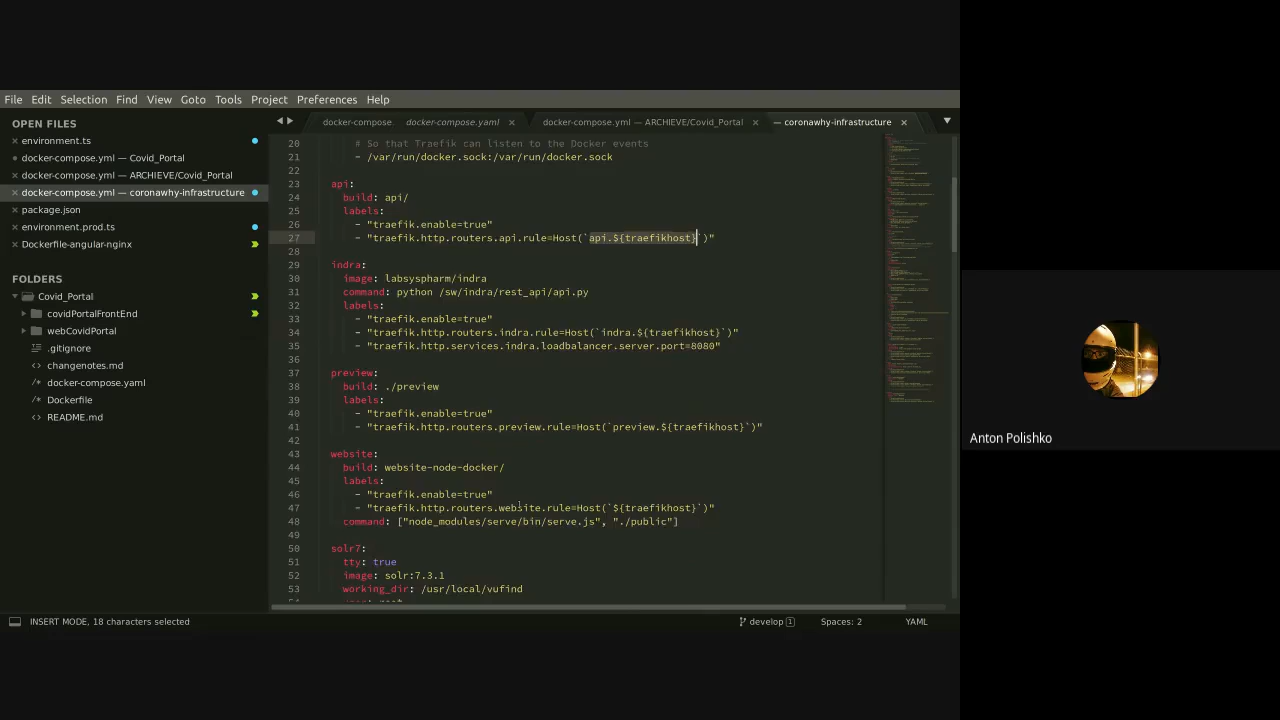 File Edit Selection Find View Goto Tools Project Preferences Help
OPEN FILES
environment.ts
docker-compose.yml — Covid_Portal
docker-compose.yml — ARCHIEVE/Covid_Portal
docker-compose.yml — coronawhy-infrastructure
package.json
environment.prod.ts
Dockerfile-angular-nginx
FOLDERS
Covid_Portal
covidPortalFrontEnd
webCovidPortal
.gitignore
changenotes.md
docker-compose.yaml
Dockerfile
README.md
docker-compose. docker-compose.yaml docker-compose.yml — ARCHIEVE/Covid_Portal — coronawhy-infrastructure
20 # So that Traefik can listen to the Docker events
21 - /var/run/docker.sock:/var/run/docker.sock
22
23 api:
24 build: api/
25 labels:
26 - "traefik.enable=true"
27 - "traefik.http.routers.api.rule=Host(`api.${traefikhost}`)"
28
29 indra:
30 image: labsyspharm/indra
31 command: python /sw/indra/rest_api/api.py
32 labels:
33 - "traefik.enable=true"
34 - "traefik.http.routers.indra.rule=Host(`indra.${traefikhost}`)"
35 - "traefik.http.services.indra.loadbalancer.server.port=8080"
36
37 preview:
38 build: ./preview
39 labels:
40 - "traefik.enable=true"
41 - "traefik.http.routers.preview.rule=Host(`preview.${traefikhost}`)"
42
43 website:
44 build: website-node-docker/
45 labels:
46 - "traefik.enable=true"
47 - "traefik.http.routers.website.rule=Host(`${traefikhost}`)"
48 command: ["node_modules/serve/bin/serve.js", "./public"]
49
50 solr7:
51 tty: true
52 image: solr:7.3.1
53 working_dir: /usr/local/vufind
INSERT MODE, 18 characters selected
develop 1
Spaces: 2
YAML
Anton Polishko